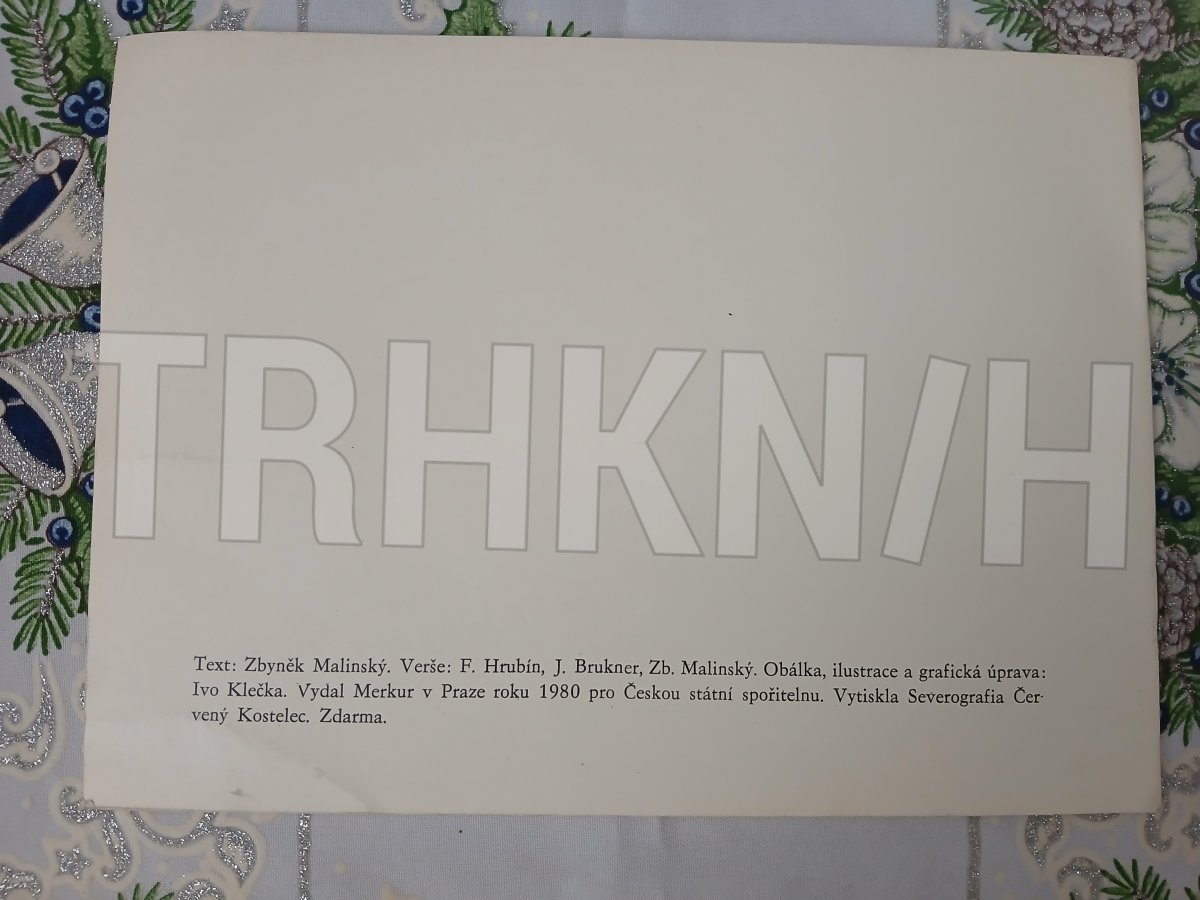 TRHKN/H
Text: Zbyněk Malinský. Verše: F. Hrubín, J. Brukner, Zb. Malinský. Obálka, ilustrace a grafická úprava:
Ivo Klečka. Vydal Merkur v Praze roku 1980 pro Českou státní spořitelnu. Vytiskla Severografia Čer-
vený Kostelec. Zdarma.